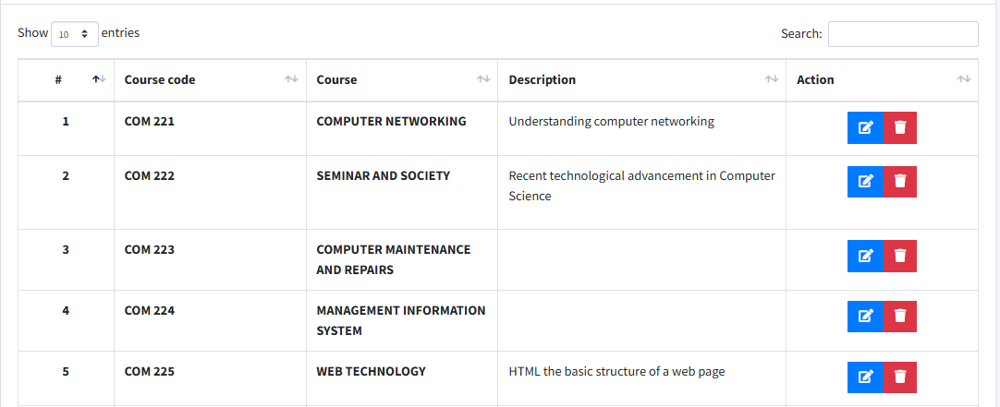 Show 10 entries Search:
# Course code Course Description Action
1 COM 221 COMPUTER NETWORKING Understanding computer networking
2 COM 222 SEMINAR AND SOCIETY Recent technological advancement in Computer
Science
3 COM 223 COMPUTER MAINTENANCE
AND REPAIRS
4 COM 224 MANAGEMENT INFORMATION
SYSTEM
5 COM 225 WEB TECHNOLOGY HTML the basic structure of a web page